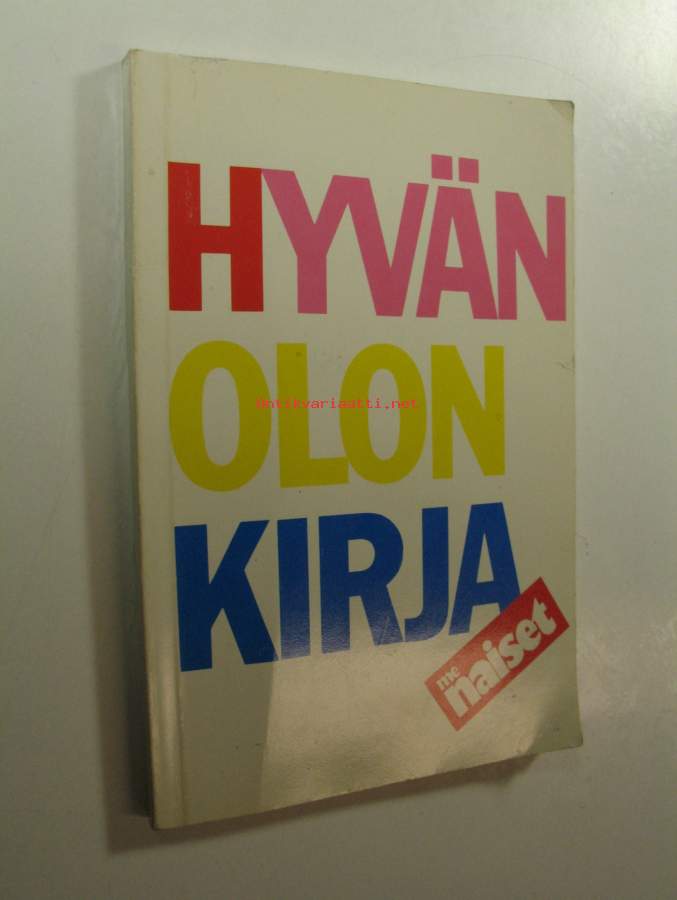 HYVÄN
OLON
antikvariaatti.net
KIRJA
me
naiset